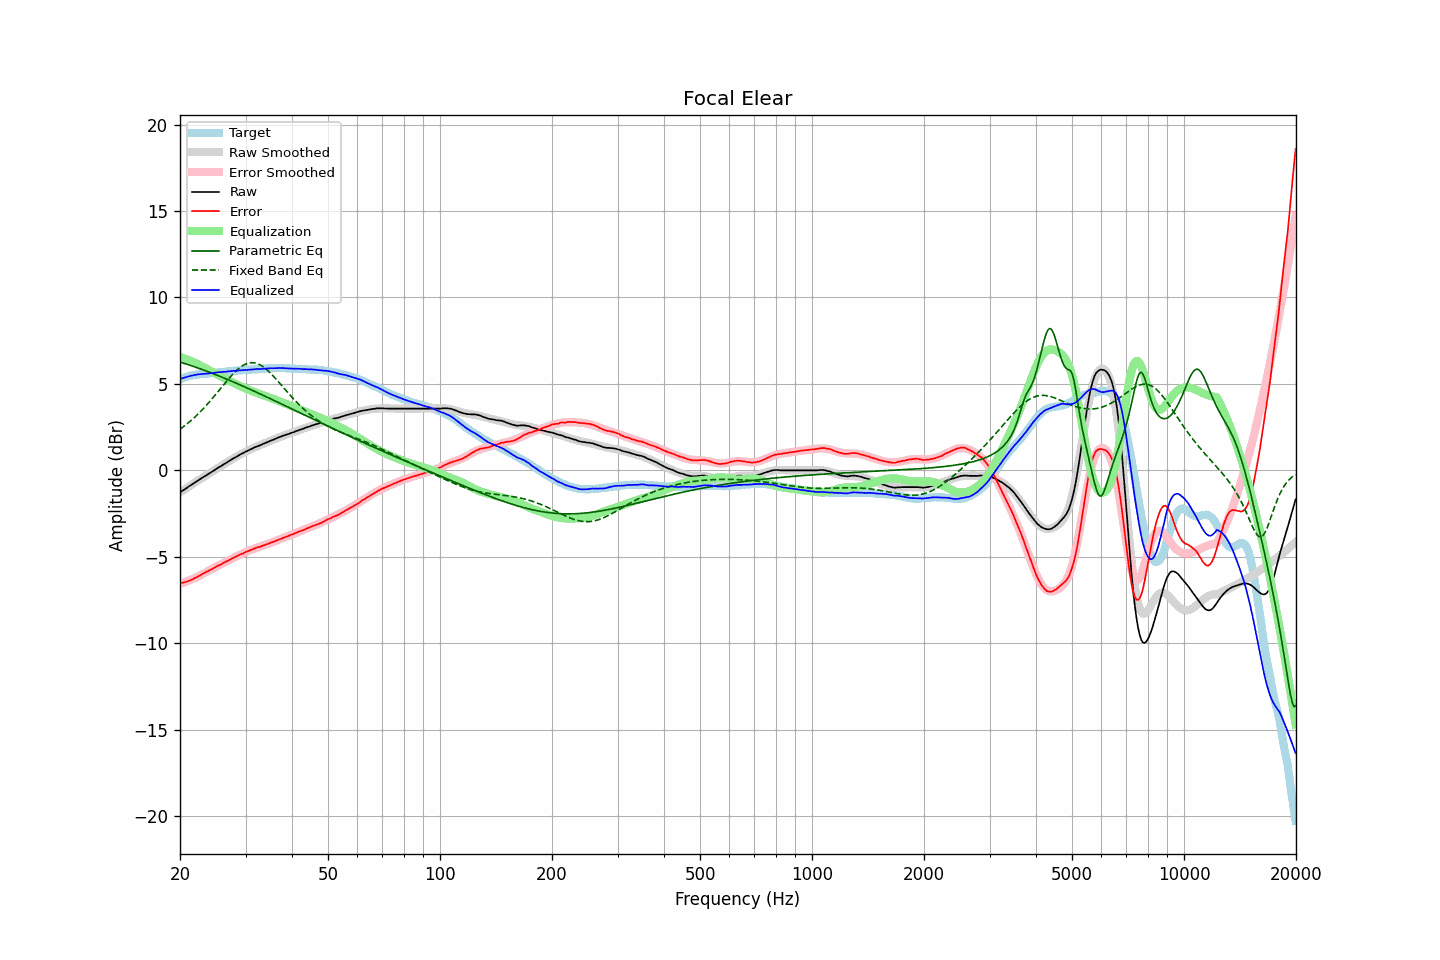 Focal Elear
Target
Raw Smoothed
Error Smoothed
Raw
Error
Equalization
Parametric Eq
Fixed Band Eq
Equalized
20
15
10
5
0
−5
−10
−15
−20
Amplitude (dBr)
20
50
100
200
500
1000
2000
5000
10000
20000
Frequency (Hz)